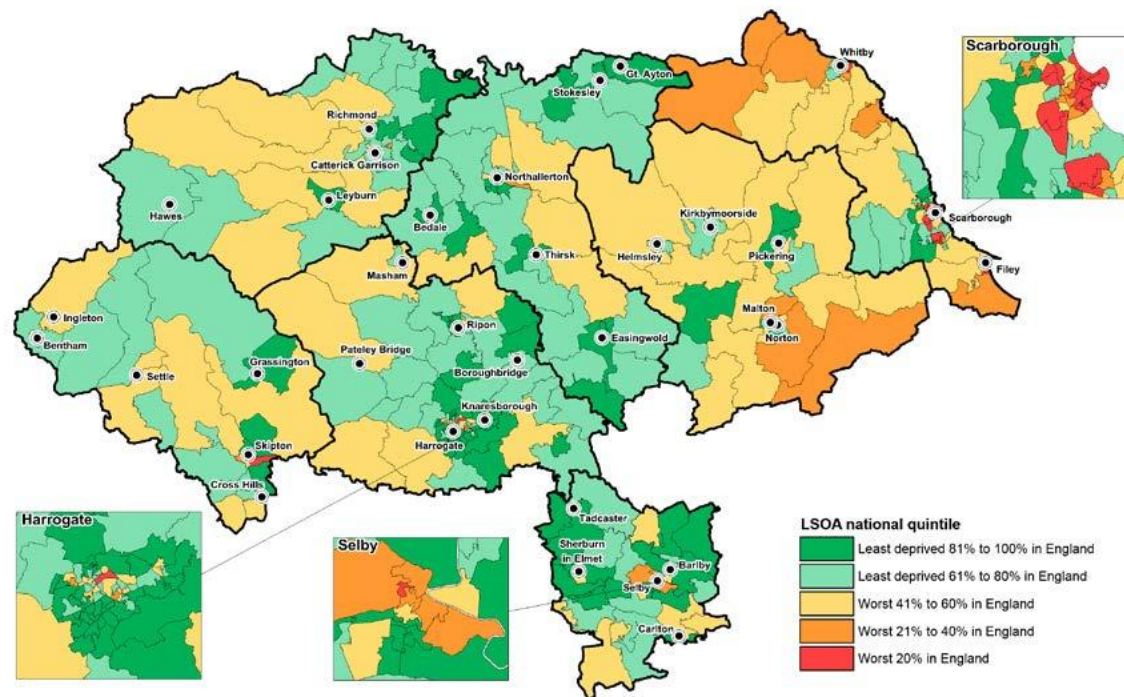 Scarborough
Whitby
Gt. Ayton
Stokesley
Richmond
Catterick Garrison
Northallerton
Leyburn
Hawes
Bedale
Kirkbymoorside
Scarborough
Helmsley
Pickering
Thirsk
Masham
Filey
Ingleton
Bentham
Ripon
Malton
Norton
Settle
Grassington
Pateley Bridge
Easingwold
Boroughbridge
Knaresborough
Harrogate
Skipton
Cross Hills
Harrogate
Selby
Tadcaster
Sherburn
in Elmet
Barlby
Selby
Carlton
LSOA national quintile
Least deprived 81% to 100% in England
Least deprived 61% to 80% in England
Worst 41% to 60% in England
Worst 21% to 40% in England
Worst 20% in England